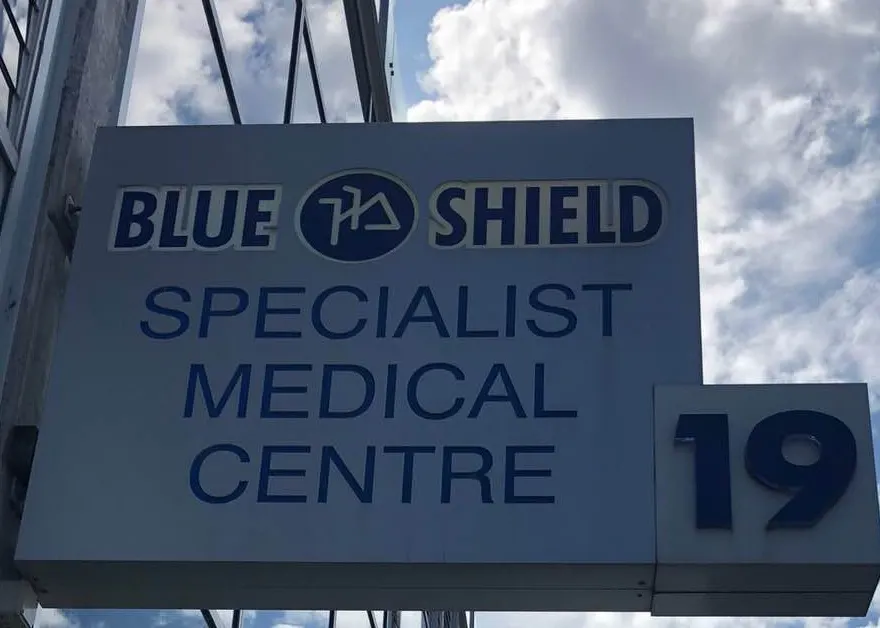 BLUE SHIELD
SPECIALIST
MEDICAL
CENTRE
19